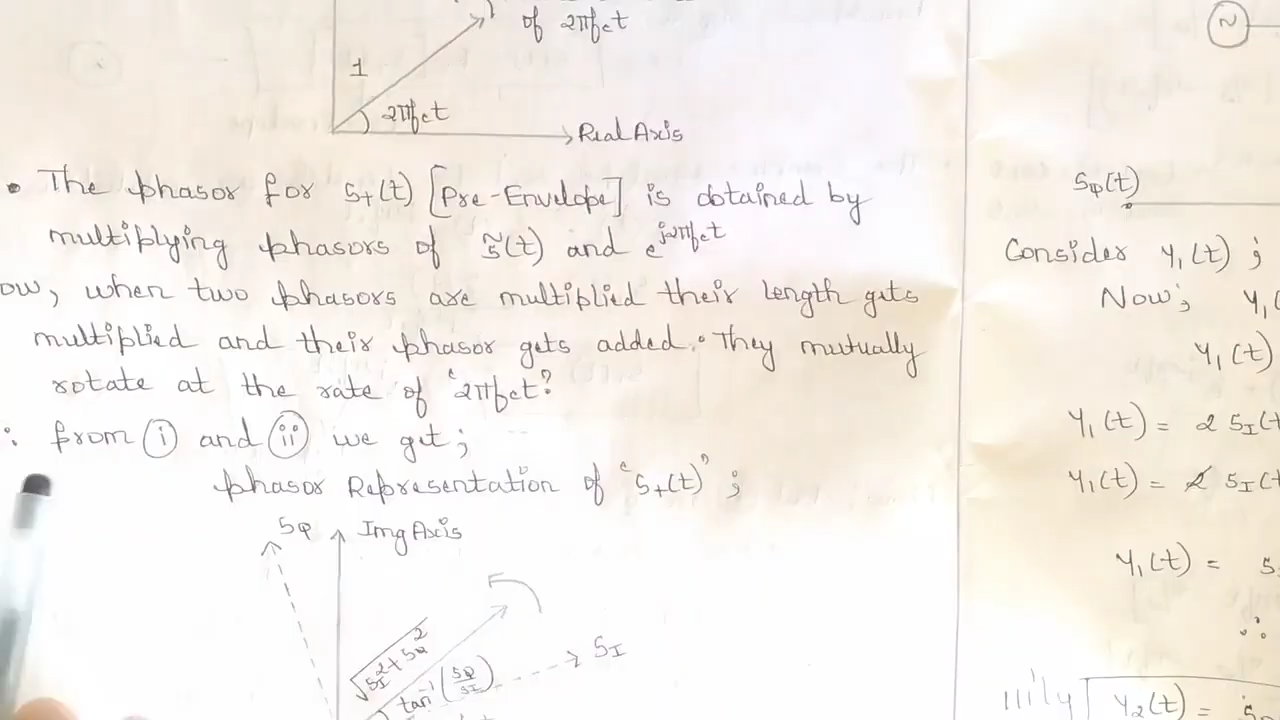 of 2πfct
1
2πfct
Real Axis
• The phasor for S+(t) [Pre-Envelope] is obtained by
multiplying phasors of s̃(t) and e^j2πfct
ow, when two phasors are multiplied their length gets
multiplied and their phasor gets added. They mutually
rotate at the rate of '2πfct'
: from (i) and (ii) we get;
phasor Representation of 'S+(t)' ;
SQ
Img Axis
√SI²+SQ²
tan⁻¹(SQ/SI)
SI
~
SQ(t)
Consider Y1(t) ;
Now;
Y1(t)
Y1(t) = 2 SI(t
Y1(t) = 2 SI(t
Y1(t) =
∴
111ly
Y2(t) =